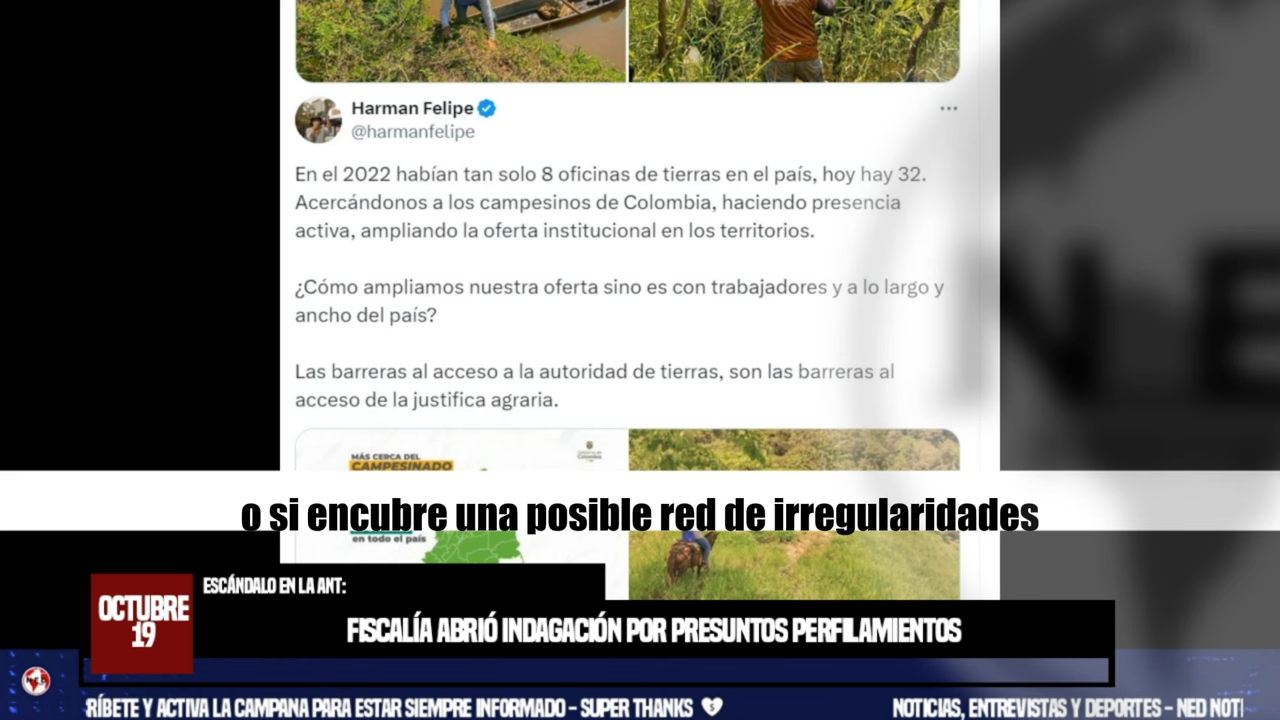 Harman Felipe
@harmanfelipe
En el 2022 habían tan solo 8 oficinas de tierras en el país, hoy hay 32.
Acercándonos a los campesinos de Colombia, haciendo presencia
activa, ampliando la oferta institucional en los territorios.
¿Cómo ampliamos nuestra oferta sino es con trabajadores y a lo largo y
ancho del país?
Las barreras al acceso a la autoridad de tierras, son las barreras al
acceso de la justifica agraria.
MÁS CERCA DEL
CAMPESINADO
o si encubre una posible red de irregularidades
en todo el país
ESCÁNDALO EN LA ANT:
OCTUBRE
19
FISCALÍA ABRIÓ INDAGACIÓN POR PRESUNTOS PERFILAMIENTOS
RÍBETE Y ACTIVA LA CAMPANA PARA ESTAR SIEMPRE INFORMADO - SUPER THANKS
NOTICIAS, ENTREVISTAS Y DEPORTES - NED NOTI